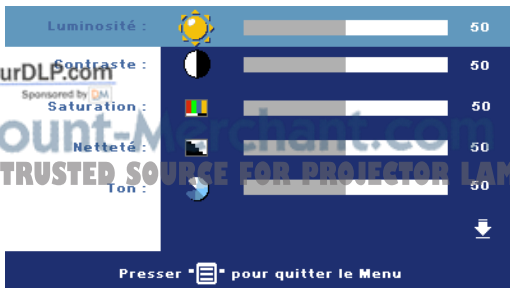 Luminosité : 50
Contraste : 50
urDLP.com
Sponsored by DM
Saturation : 50
ount-Merchant.com
Netteté : 50
TRUSTED SOURCE FOR PROJECTOR LAM
Ton : 50
Presser "" pour quitter le Menu